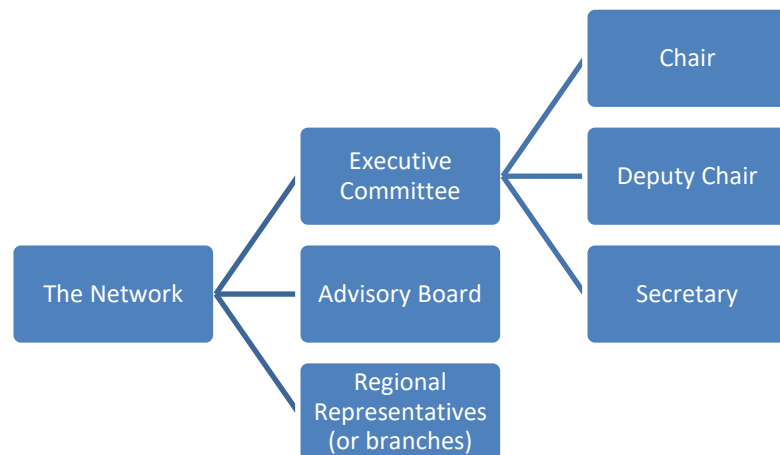 The Network
Executive
Committee
Advisory Board
Regional
Representatives
(or branches)
Chair
Deputy Chair
Secretary